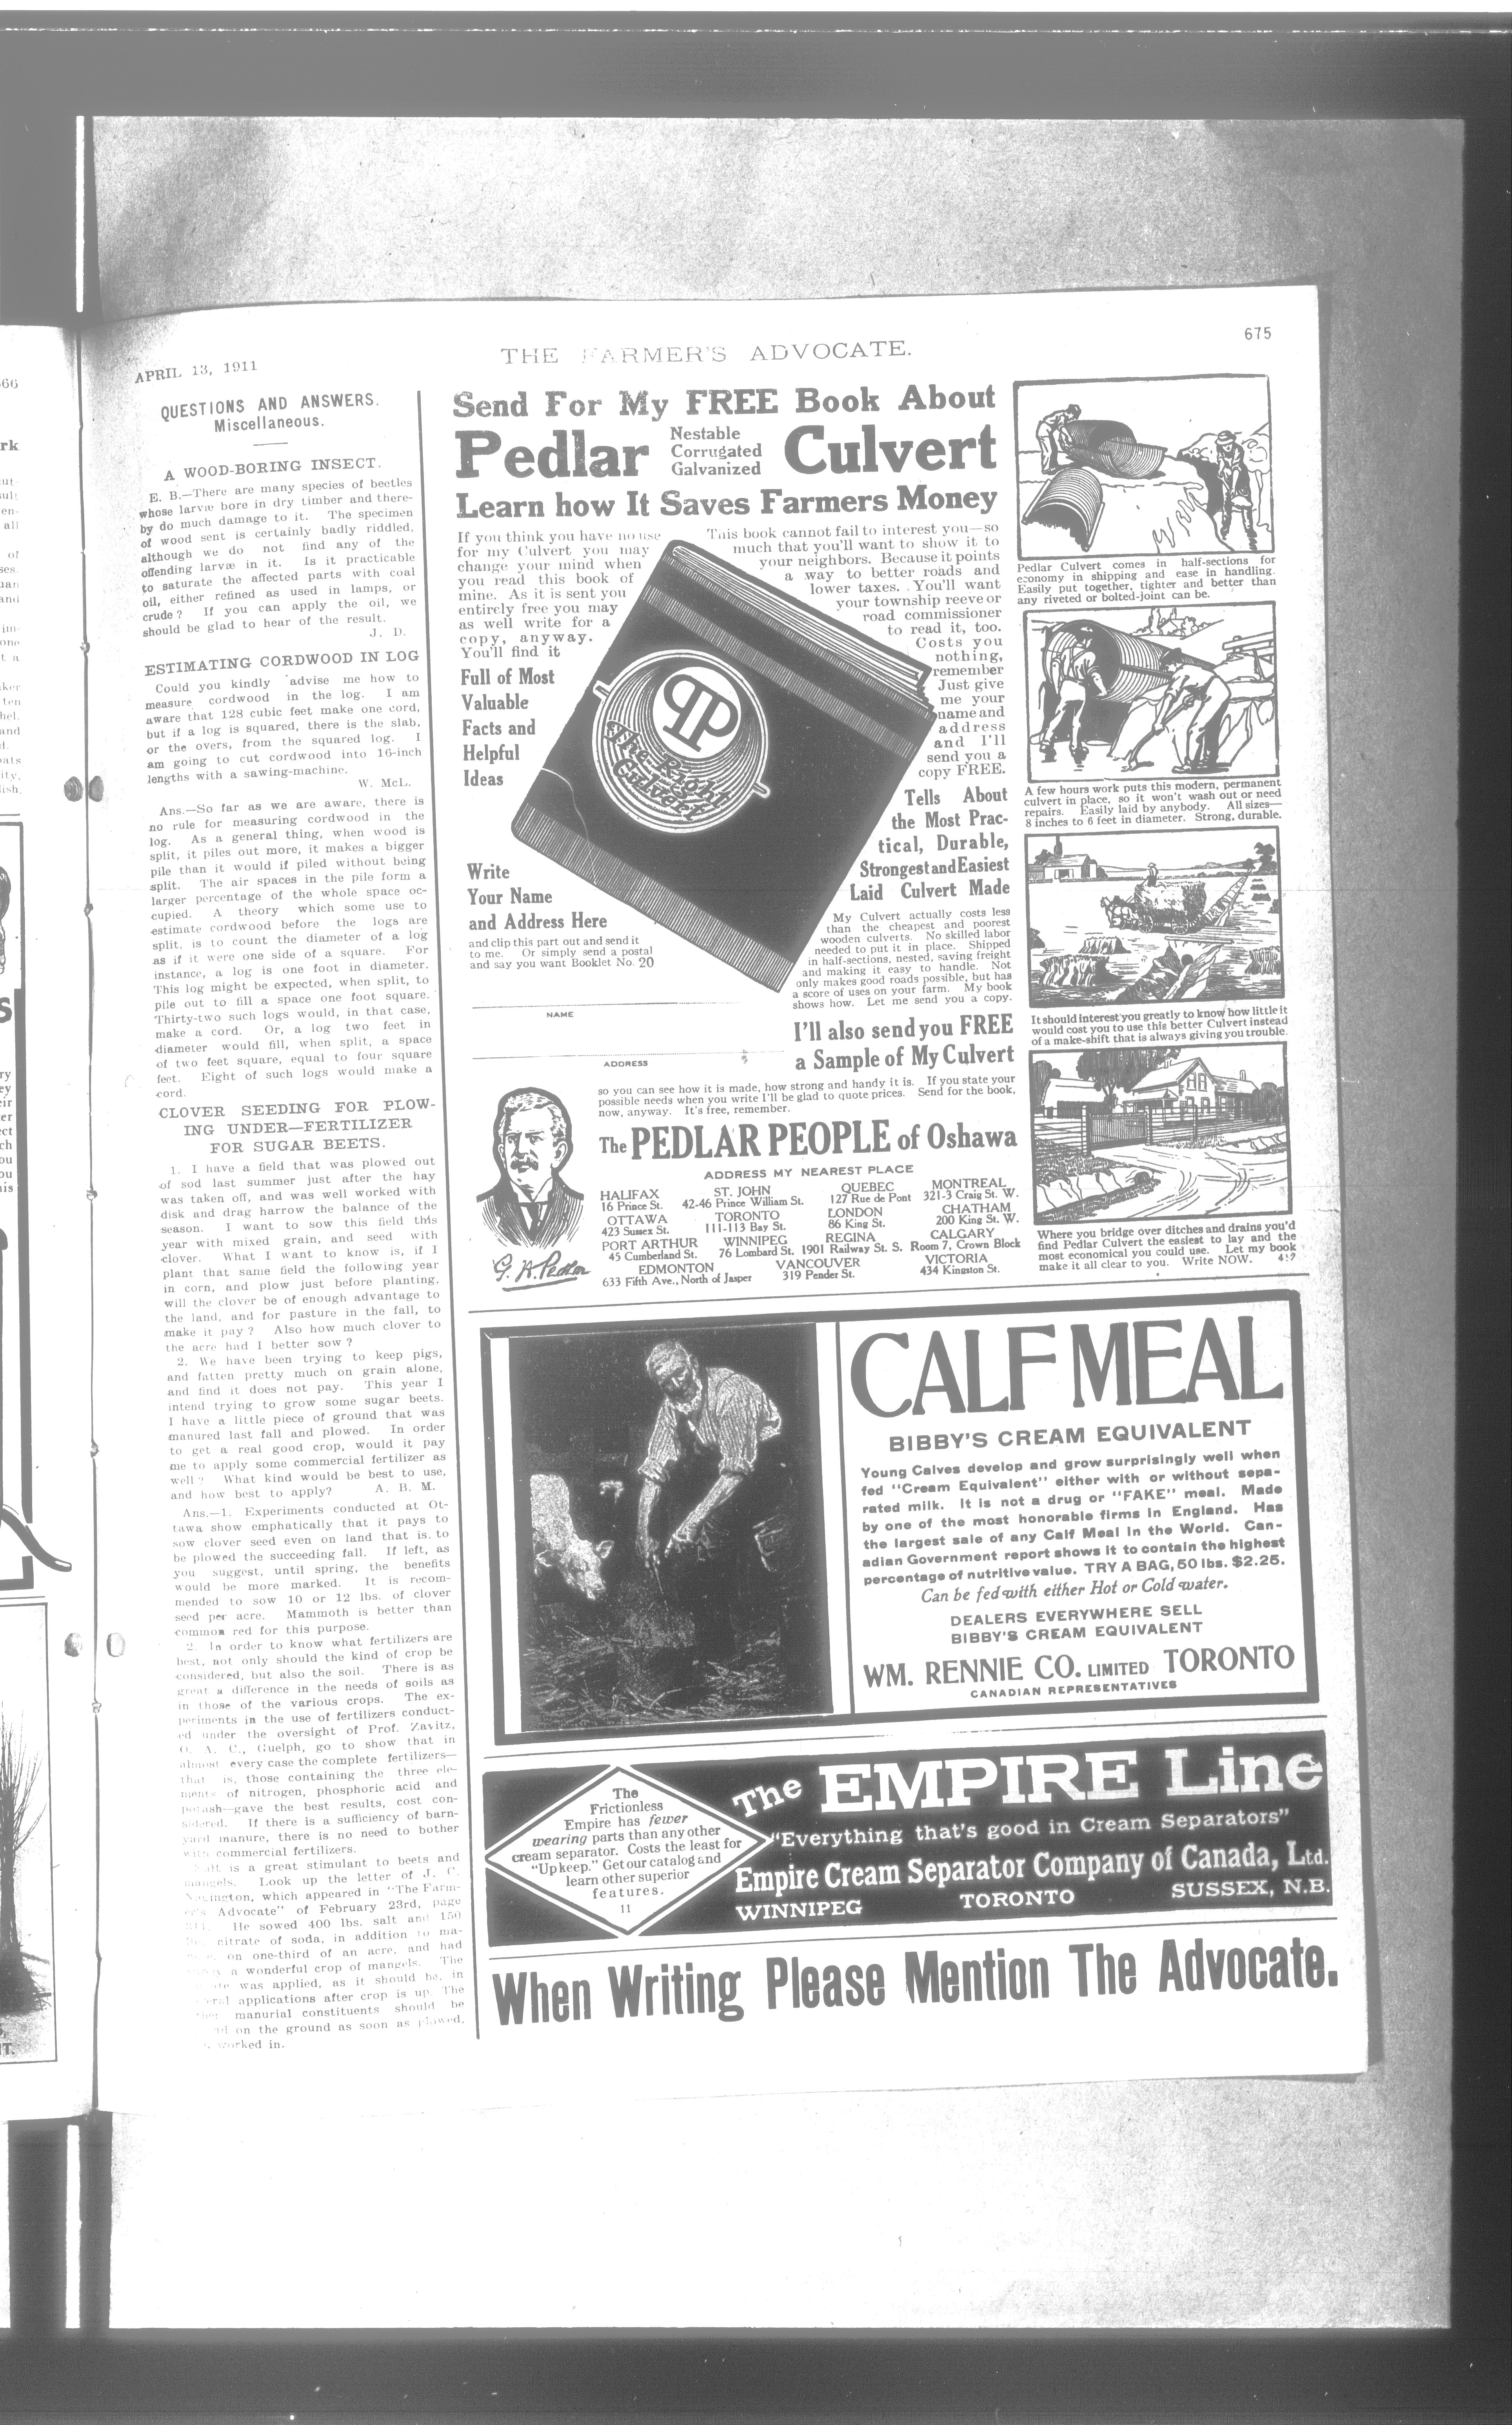 APRIL 13, 1911
THE FARMER'S ADVOCATE.
675
QUESTIONS AND ANSWERS.
Miscellaneous.
A WOOD-BORING INSECT.
E. B.—There are many species of beetles
whose larvæ bore in dry timber and there-
by do much damage to it. The specimen
of wood sent is certainly badly riddled,
although we do not find any of the
offending larvæ in it. Is it practicable
to saturate the affected parts with coal
oil, either refined as used in lamps, or
crude? If you can apply the oil, we
should be glad to hear of the result.
J. D.
ESTIMATING CORDWOOD IN LOG
Could you kindly advise me how to
measure cordwood in the log. I am
aware that 128 cubic feet make one cord,
but if a log is squared, there is the slab,
or the overs, from the squared log. I
am going to cut cordwood into 16-inch
lengths with a sawing-machine.
W. McL.
Ans.—So far as we are aware, there is
no rule for measuring cordwood in the
log. As a general thing, when wood is
split, it piles out more, it makes a bigger
pile than it would if piled without being
split. The air spaces in the pile form a
larger percentage of the whole space oc-
cupied. A theory which some use to
estimate cordwood before the logs are
split, is to count the diameter of a log
as if it were one side of a square. For
instance, a log is one foot in diameter.
This log might be expected, when split, to
pile out to fill a space one foot square.
Thirty-two such logs would, in that case,
make a cord. Or, a log two feet in
diameter would fill, when split, a space
of two feet square, equal to four square
feet. Eight of such logs would make a
cord.
CLOVER SEEDING FOR PLOW-
ING UNDER—FERTILIZER
FOR SUGAR BEETS.
1. I have a field that was plowed out
of sod last summer just after the hay
was taken off, and was well worked with
disk and drag harrow the balance of the
season. I want to sow this field this
year with mixed grain, and seed with
clover. What I want to know is, if I
plant that same field the following year
in corn, and plow just before planting,
will the clover be of enough advantage to
the land, and for pasture in the fall, to
make it pay? Also how much clover to
the acre had I better sow?
2. We have been trying to keep pigs,
and fatten pretty much on grain alone,
and find it does not pay. This year I
intend trying to grow some sugar beets.
I have a little piece of ground that was
manured last fall and plowed. In order
to get a real good crop, would it pay
me to apply some commercial fertilizer as
well? What kind would be best to use,
and how best to apply? A. B. M.
Ans.—1. Experiments conducted at Ot-
tawa show emphatically that it pays to
sow clover seed even on land that is to
be plowed the succeeding fall. If left, as
you suggest, until spring, the benefits
would be more marked. It is recom-
mended to sow 10 or 12 lbs. of clover
seed per acre. Mammoth is better than
common red for this purpose.
2. In order to know what fertilizers are
best, not only should the kind of crop be
considered, but also the soil. There is as
great a difference in the needs of soils as
in those of the various crops. The ex-
periments in the use of fertilizers conduct-
ed under the oversight of Prof. Zavitz,
O. A. C., Guelph, go to show that in
almost every case the complete fertilizers—
that is, those containing the three ele-
ments of nitrogen, phosphoric acid and
potash—gave the best results, cost con-
sidered. If there is a sufficiency of barn-
yard manure, there is no need to bother
with commercial fertilizers.
Salt is a great stimulant to beets and
mangels. Look up the letter of J. C.
which appeared in "The Farm-
er's Advocate" of February 23rd, page
He sowed 400 lbs. salt and 150
nitrate of soda, in addition to ma-
on one-third of an acre, and had
a wonderful crop of mangels. The
was applied, as it should be, in
applications after crop is up. The
manurial constituents should be
on the ground as soon as plowed,
worked in.
Send For My FREE Book About
Pedlar Nestable Corrugated Galvanized Culvert
Learn how It Saves Farmers Money
If you think you have no use
for my Culvert you may
change your mind when
you read this book of
mine. As it is sent you
entirely free you may
as well write for a
copy, anyway.
You'll find it
Full of Most
Valuable
Facts and
Helpful
Ideas
The Right
Culvert
This book cannot fail to interest you—so
much that you'll want to show it to
your neighbors. Because it points
a way to better roads and
lower taxes. You'll want
your township reeve or
road commissioner
to read it, too.
Costs you
nothing,
remember
Just give
me your
name and
address
and I'll
send you a
copy FREE.
Tells About
the Most Prac-
tical, Durable,
Strongest and Easiest
Laid Culvert Made
Write
Your Name
and Address Here
and clip this part out and send it
to me. Or simply send a postal
and say you want Booklet No. 20
NAME
ADDRESS
My Culvert actually costs less
than the cheapest and poorest
wooden culverts. No skilled labor
needed to put it in place. Shipped
in half-sections, nested, saving freight
and making it easy to handle. Not
only makes good roads possible, but has
a score of uses on your farm. My book
shows how. Let me send you a copy.
I'll also send you FREE
a Sample of My Culvert
so you can see how it is made, how strong and handy it is. If you state your
possible needs when you write I'll be glad to quote prices. Send for the book,
now, anyway. It's free, remember.
The PEDLAR PEOPLE of Oshawa
ADDRESS MY NEAREST PLACE
HALIFAX ST. JOHN QUEBEC MONTREAL
16 Prince St. 42-46 Prince William St. 127 Rue de Pont 321-3 Craig St. W.
OTTAWA TORONTO LONDON CHATHAM
423 Sussex St. 111-113 Bay St. 86 King St. 200 King St. W.
PORT ARTHUR WINNIPEG REGINA CALGARY
45 Cumberland St. 76 Lombard St. 1901 Railway St. S. Room 7, Crown Block
EDMONTON VANCOUVER VICTORIA
633 Fifth Ave., North of Jasper 319 Pender St. 434 Kingston St.
G. A. Pedlar
Pedlar Culvert comes in half-sections for
economy in shipping and ease in handling.
Easily put together, tighter and better than
any riveted or bolted-joint can be.
A few hours work puts this modern, permanent
culvert in place, so it won't wash out or need
repairs. Easily laid by anybody. All sizes—
8 inches to 6 feet in diameter. Strong, durable.
It should interest you greatly to know how little it
would cost you to use this better Culvert instead
of a make-shift that is always giving you trouble.
Where you bridge over ditches and drains you'd
find Pedlar Culvert the easiest to lay and the
most economical you could use. Let my book
make it all clear to you. Write NOW.
CALF MEAL
BIBBY'S CREAM EQUIVALENT
Young Calves develop and grow surprisingly well when
fed "Cream Equivalent" either with or without sepa-
rated milk. It is not a drug or "FAKE" meal. Made
by one of the most honorable firms in England. Has
the largest sale of any Calf Meal in the World. Can-
adian Government report shows it to contain the highest
percentage of nutritive value. TRY A BAG, 50 lbs. $2.25.
Can be fed with either Hot or Cold water.
DEALERS EVERYWHERE SELL
BIBBY'S CREAM EQUIVALENT
WM. RENNIE CO. LIMITED TORONTO
CANADIAN REPRESENTATIVES
The
Frictionless
Empire has fewer
wearing parts than any other
cream separator. Costs the least for
"Upkeep." Get our catalog and
learn other superior
features.
11
The EMPIRE Line
"Everything that's good in Cream Separators"
Empire Cream Separator Company of Canada, Ltd.
WINNIPEG TORONTO SUSSEX, N.B.
When Writing Please Mention The Advocate.